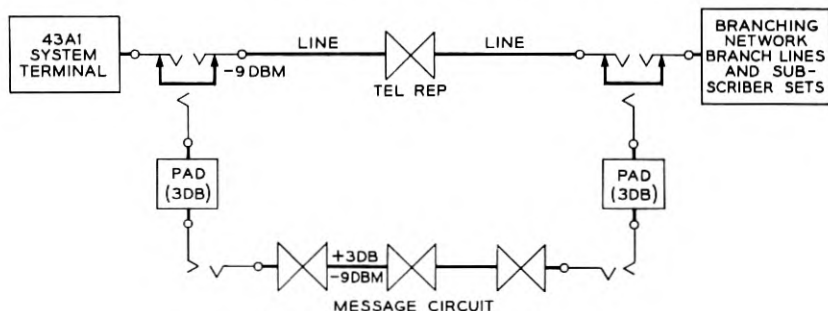 43A1
SYSTEM
TERMINAL
-9 DBM
LINE
TEL REP
LINE
BRANCHING
NETWORK
BRANCH LINES
AND SUB-
SCRIBER SETS
PAD
(3DB)
PAD
(3DB)
+3DB
-9DBM
MESSAGE CIRCUIT